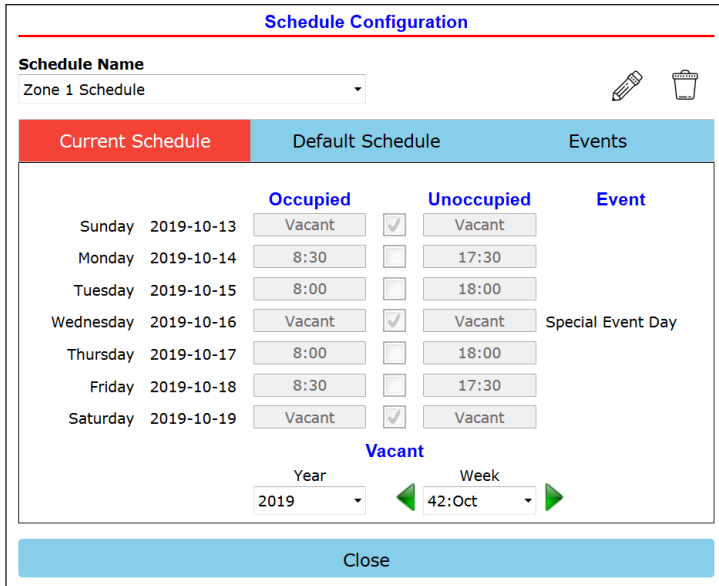 Schedule Configuration
Schedule Name
Zone 1 Schedule
Current Schedule Default Schedule Events
Occupied Unoccupied Event
Sunday 2019-10-13 Vacant Vacant
Monday 2019-10-14 8:30 17:30
Tuesday 2019-10-15 8:00 18:00
Wednesday 2019-10-16 Vacant Vacant Special Event Day
Thursday 2019-10-17 8:00 18:00
Friday 2019-10-18 8:30 17:30
Saturday 2019-10-19 Vacant Vacant
Vacant
Year Week
2019 42:Oct
Close